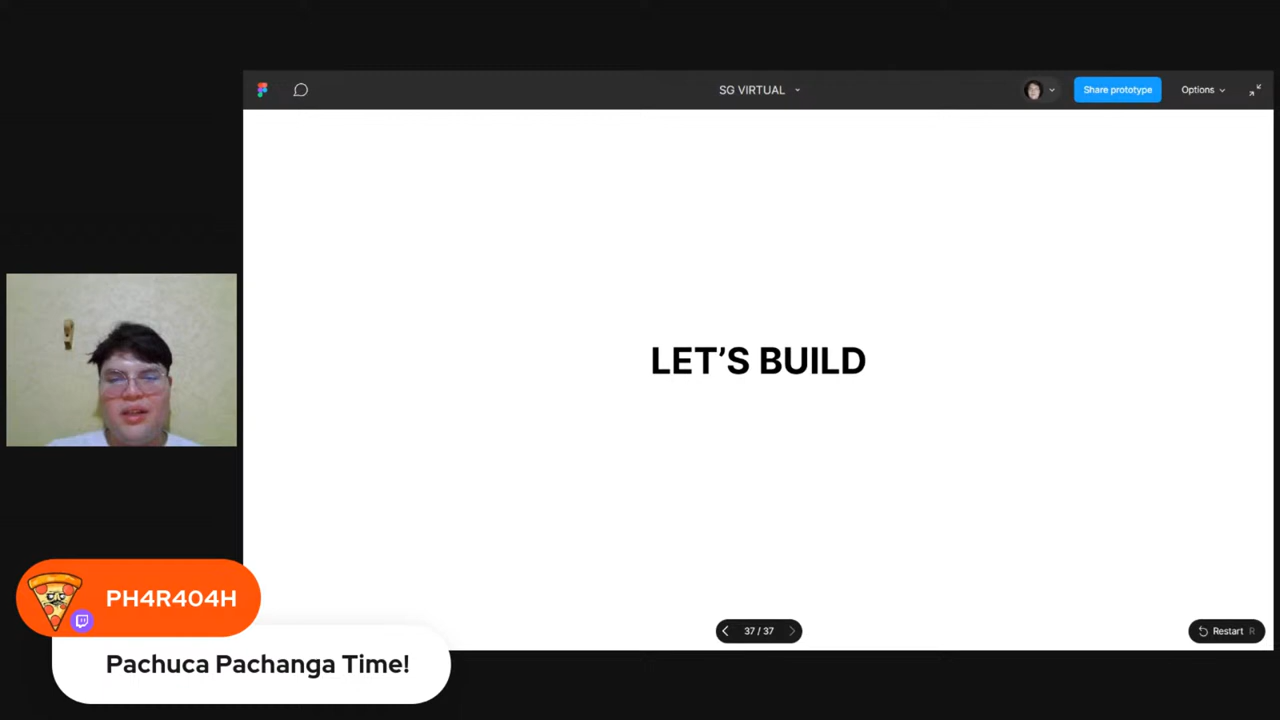 SG VIRTUAL
Share prototype
Options
LET’S BUILD
37 / 37
Restart R
PH4R404H
Pachuca Pachanga Time!